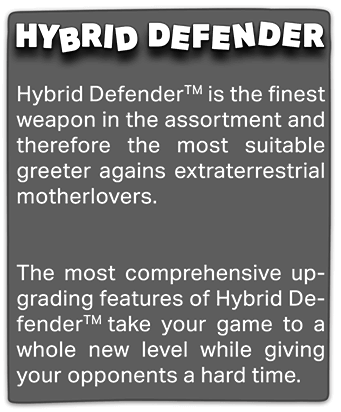 HYBRID DEFENDER
Hybrid Defender™ is the finest
weapon in the assortment and
therefore the most suitable
greeter agains extraterrestrial
motherlovers.
The most comprehensive up-
grading features of Hybrid De-
fender™ take your game to a
whole new level while giving
your opponents a hard time.